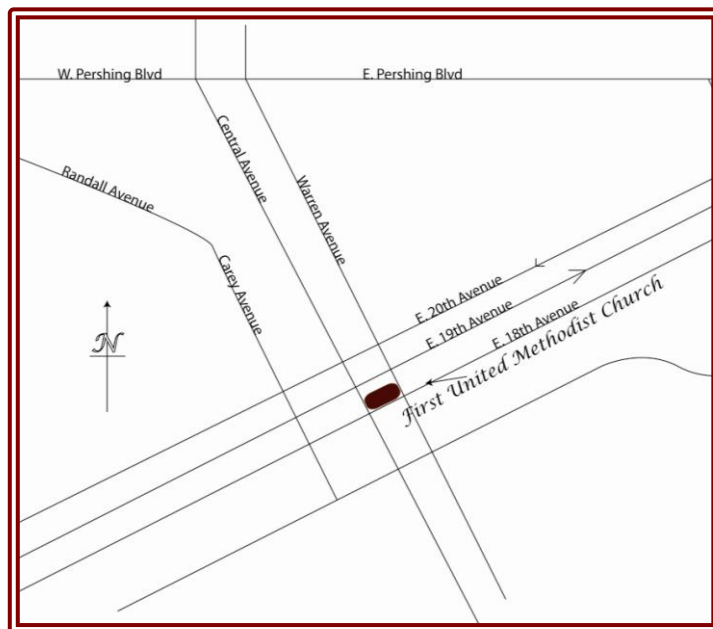 W. Pershing Blvd
E. Pershing Blvd
Central Avenue
Warren Avenue
Randall Avenue
Carey Avenue
E. 20th Avenue
E. 19th Avenue
E. 18th Avenue
First United Methodist Church
N